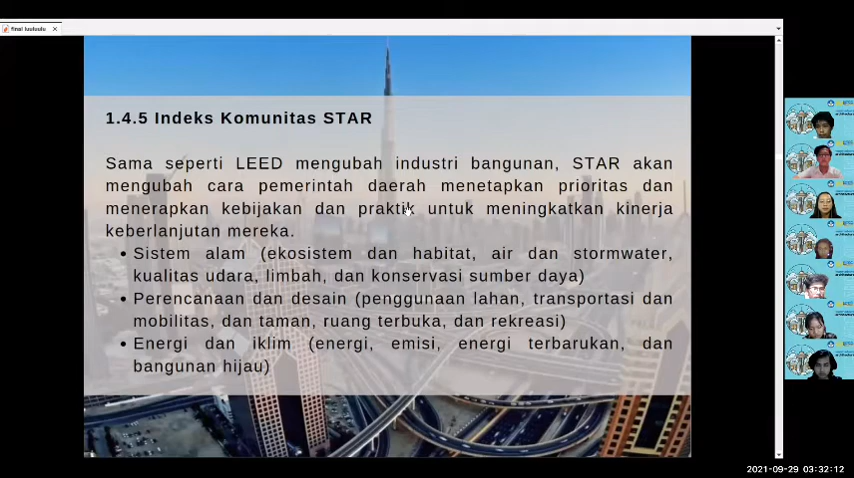 final luulsulu
1.4.5 Indeks Komunitas STAR
Sama seperti LEED mengubah industri bangunan, STAR akan
mengubah cara pemerintah daerah menetapkan prioritas dan
menerapkan kebijakan dan praktik untuk meningkatkan kinerja
keberlanjutan mereka.
• Sistem alam (ekosistem dan habitat, air dan stormwater,
kualitas udara, limbah, dan konservasi sumber daya)
• Perencanaan dan desain (penggunaan lahan, transportasi dan
mobilitas, dan taman, ruang terbuka, dan rekreasi)
• Energi dan iklim (energi, emisi, energi terbarukan, dan
bangunan hijau)
2021-09-29 03:32:12